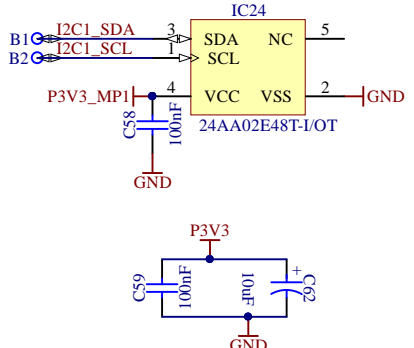 IC24
B1 I2C1_SDA 3 SDA NC 5
B2 I2C1_SCL 1 SCL
P3V3_MP1 4 VCC VSS 2 GND
C58 100nF
24AA02E48T-I/OT
GND
P3V3
C59 100nF 10uF + C62
GND